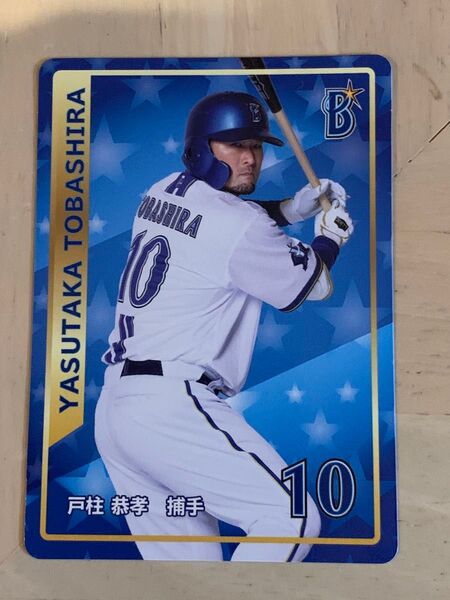 YASUTAKA TOBASHIRA
B
TOBASHIRA
10
10
戸柱 恭孝 捕手